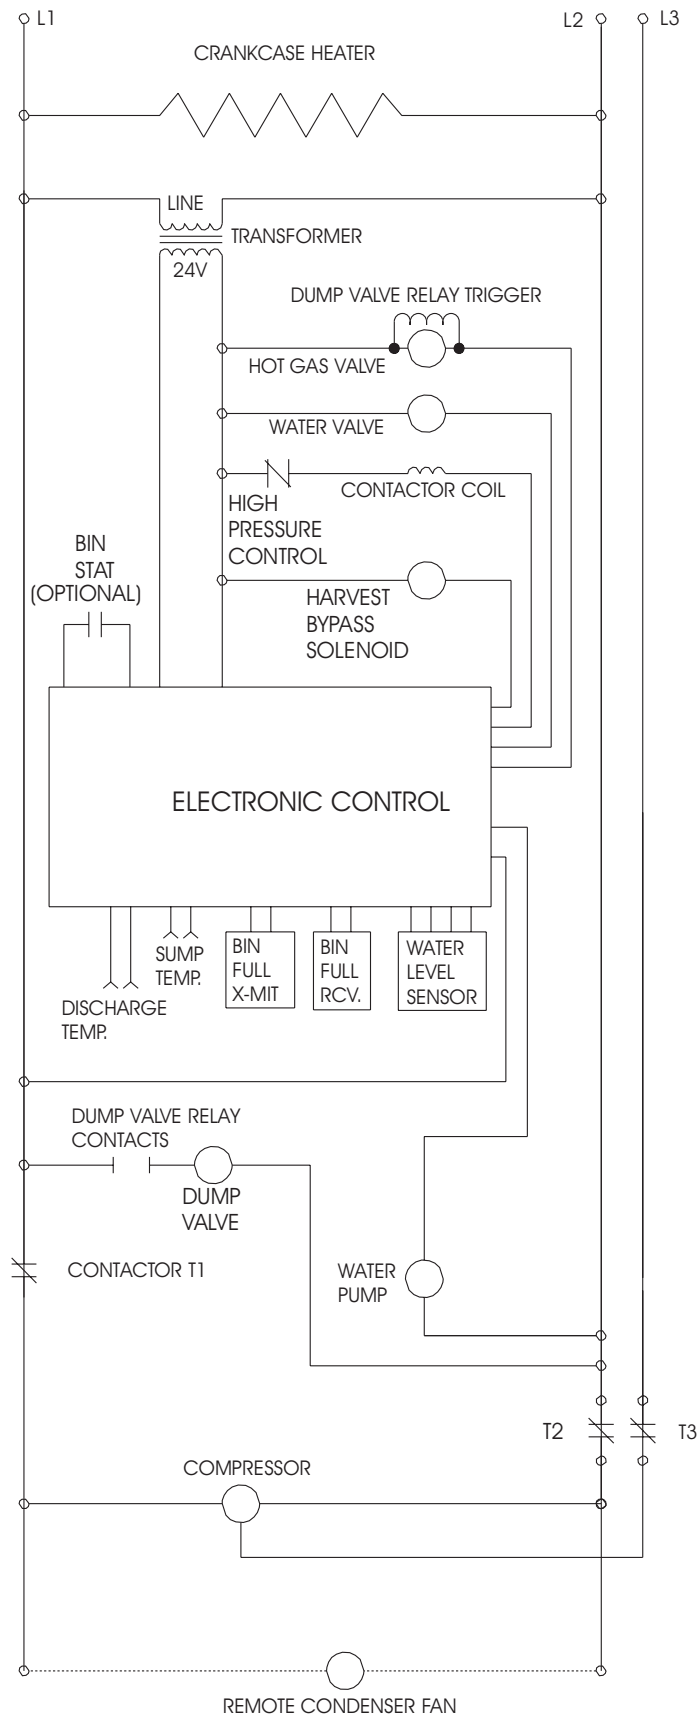 L1
L2
L3
CRANKCASE HEATER
LINE
TRANSFORMER
24V
DUMP VALVE RELAY TRIGGER
HOT GAS VALVE
WATER VALVE
CONTACTOR COIL
HIGH
PRESSURE
CONTROL
BIN
STAT
(OPTIONAL)
HARVEST
BYPASS
SOLENOID
ELECTRONIC CONTROL
DISCHARGE
TEMP.
SUMP
TEMP.
BIN
FULL
X-MIT
BIN
FULL
RCV.
WATER
LEVEL
SENSOR
DUMP VALVE RELAY
CONTACTS
DUMP
VALVE
CONTACTOR T1
WATER
PUMP
T2
T3
COMPRESSOR
REMOTE CONDENSER FAN